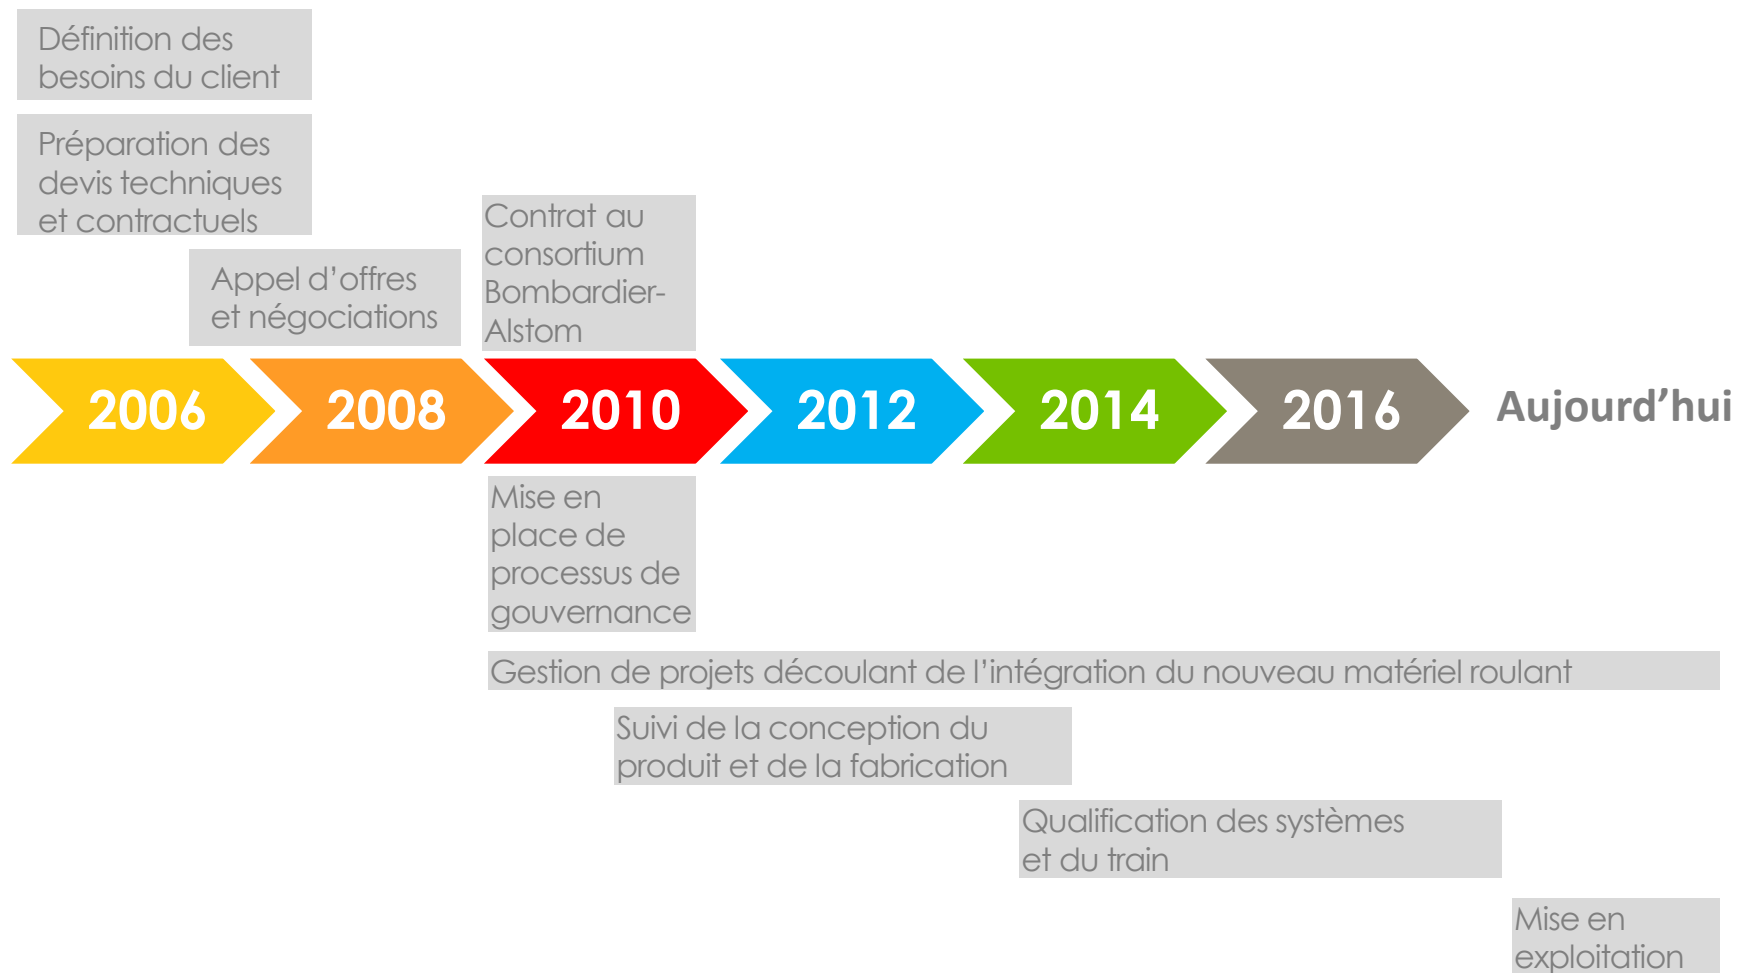 Définition des
besoins du client
Préparation des
devis techniques
et contractuels
Appel d’offres
et négociations
Contrat au
consortium
Bombardier-
Alstom
2006
2008
2010
2012
2014
2016
Aujourd’hui
Mise en
place de
processus de
gouvernance
Gestion de projets découlant de l’intégration du nouveau matériel roulant
Suivi de la conception du
produit et de la fabrication
Qualification des systèmes
et du train
Mise en
exploitation